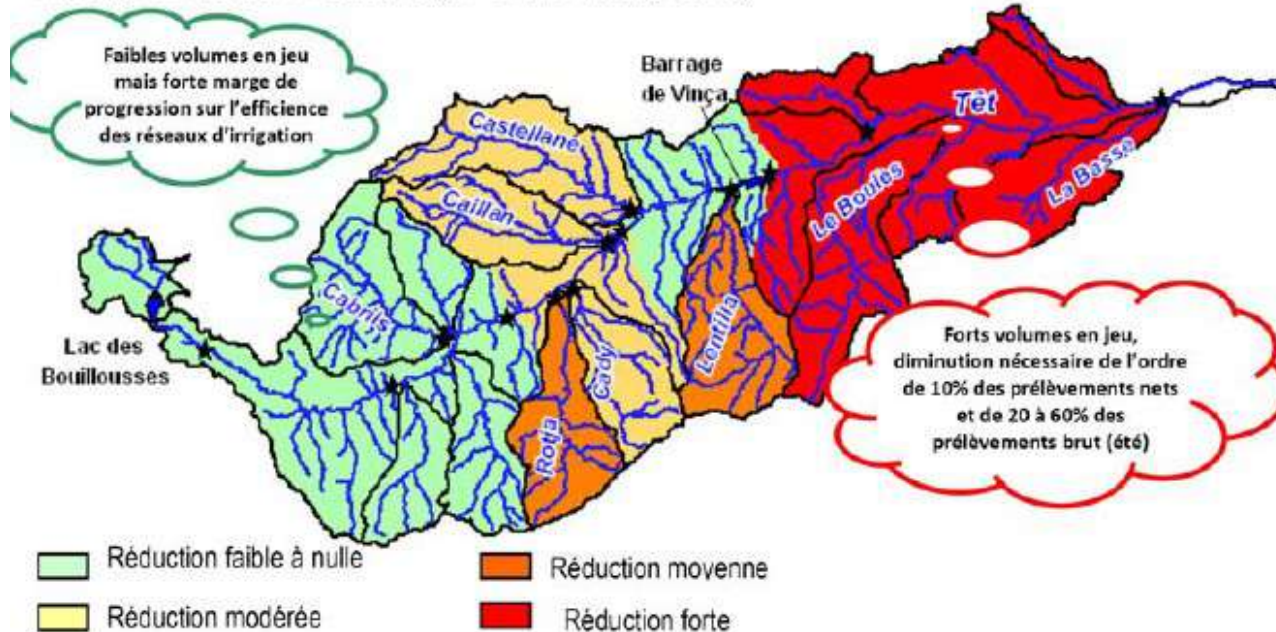 Faibles volumes en jeu
mais forte marge de
progression sur l'efficience
des réseaux d'irrigation
Barrage
de Vinça
Castellane
Têt
Caillan
Le Boules
La Basse
Cabrils
Lentilla
Lac des
Bouillousses
Cady
Rotja
Forts volumes en jeu,
diminution nécessaire de l'ordre
de 10% des prélèvements nets
et de 20 à 60% des
prélèvements brut (été)
Réduction faible à nulle
Réduction moyenne
Réduction modérée
Réduction forte